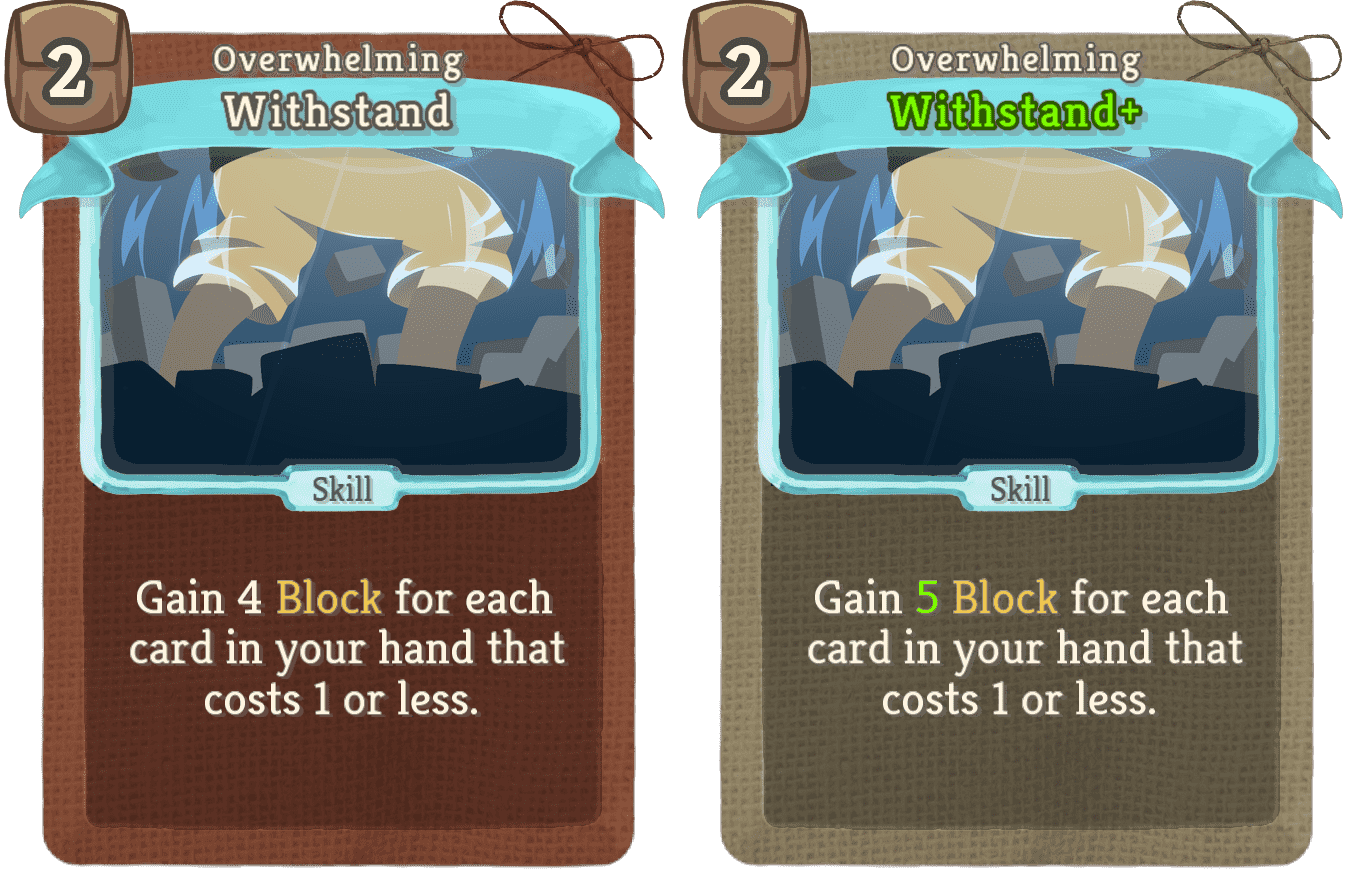 2
Overwhelming
Withstand
Skill
Gain 4 Block for each
card in your hand that
costs 1 or less.
2
Overwhelming
Withstand+
Skill
Gain 5 Block for each
card in your hand that
costs 1 or less.